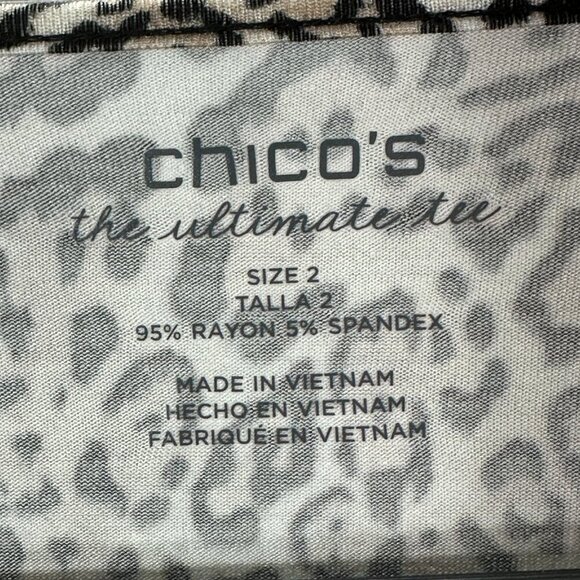 chico's
the ultimate tee
SIZE 2
TALLA 2
95% RAYON 5% SPANDEX
MADE IN VIETNAM
HECHO EN VIETNAM
FABRIQUÉ EN VIETNAM